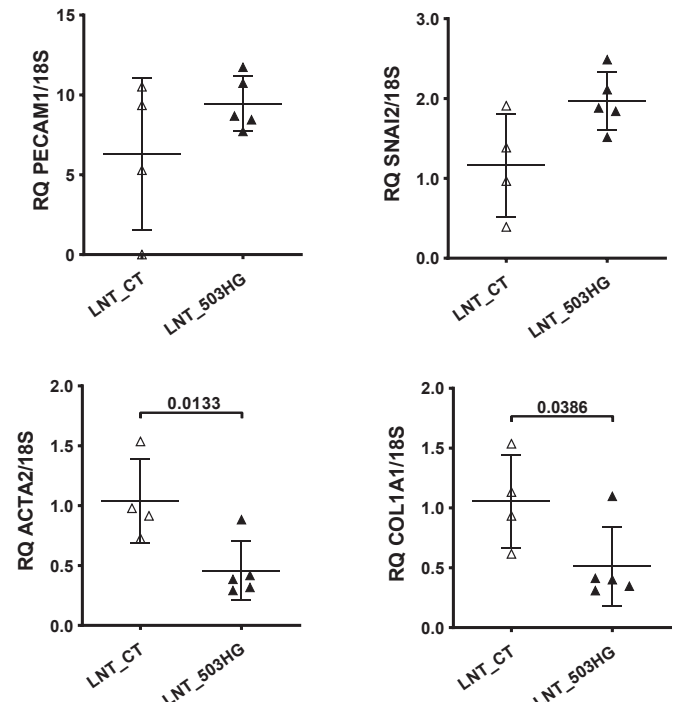 RQ PECAM1/18S
15
10
5
0
LNT_CT
LNT_503HG
RQ SNAI2/18S
3.0
2.0
1.0
0.0
LNT_CT
LNT_503HG
RQ ACTA2/18S
2.0
1.5
1.0
0.5
0.0
0.0133
LNT_CT
LNT_503HG
RQ COL1A1/18S
2.0
1.5
1.0
0.5
0.0
0.0386
LNT_CT
LNT_503HG